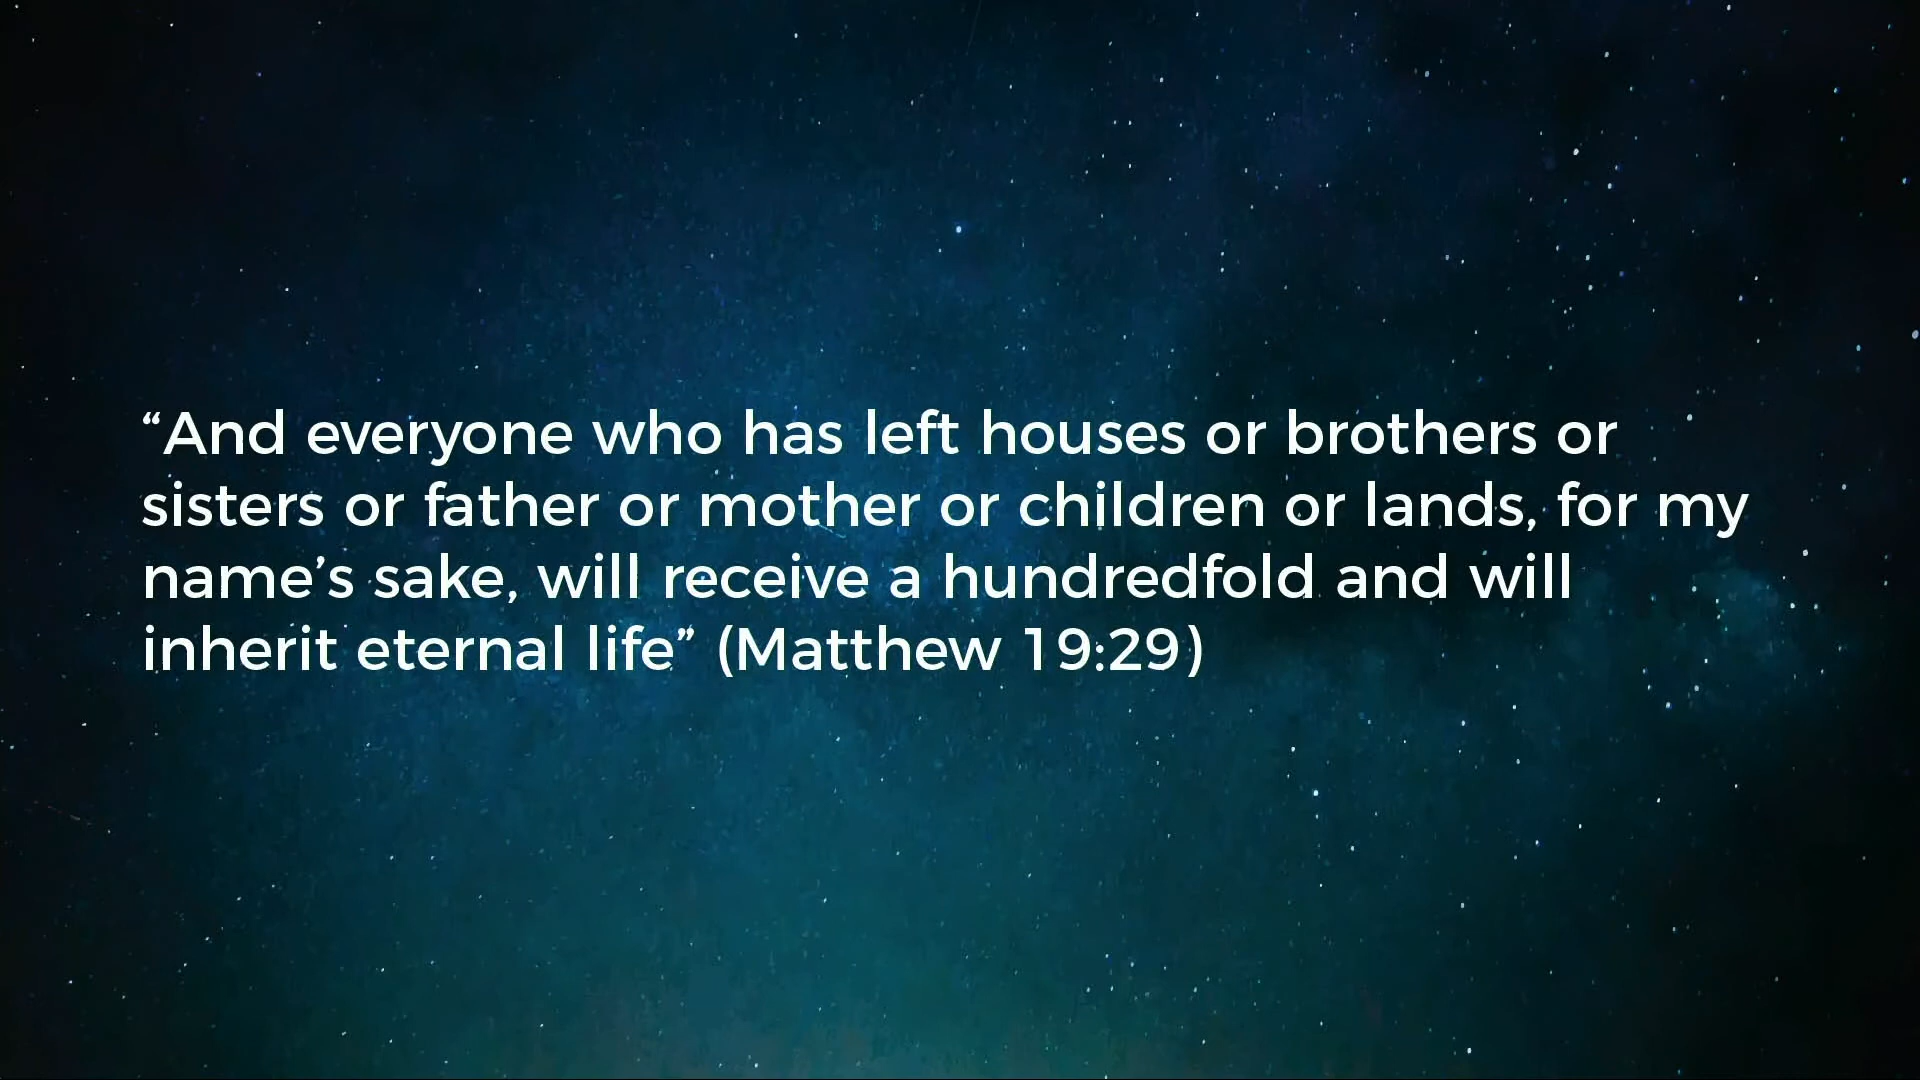 “And everyone who has left houses or brothers or
sisters or father or mother or children or lands, for my
name’s sake, will receive a hundredfold and will
inherit eternal life” (Matthew 19:29)